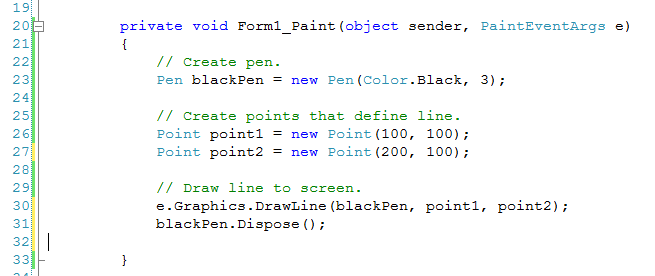 19
20 private void Form1_Paint(object sender, PaintEventArgs e)
21 {
22 // Create pen.
23 Pen blackPen = new Pen(Color.Black, 3);
24
25 // Create points that define line.
26 Point point1 = new Point(100, 100);
27 Point point2 = new Point(200, 100);
28
29 // Draw line to screen.
30 e.Graphics.DrawLine(blackPen, point1, point2);
31 blackPen.Dispose();
32
33 }